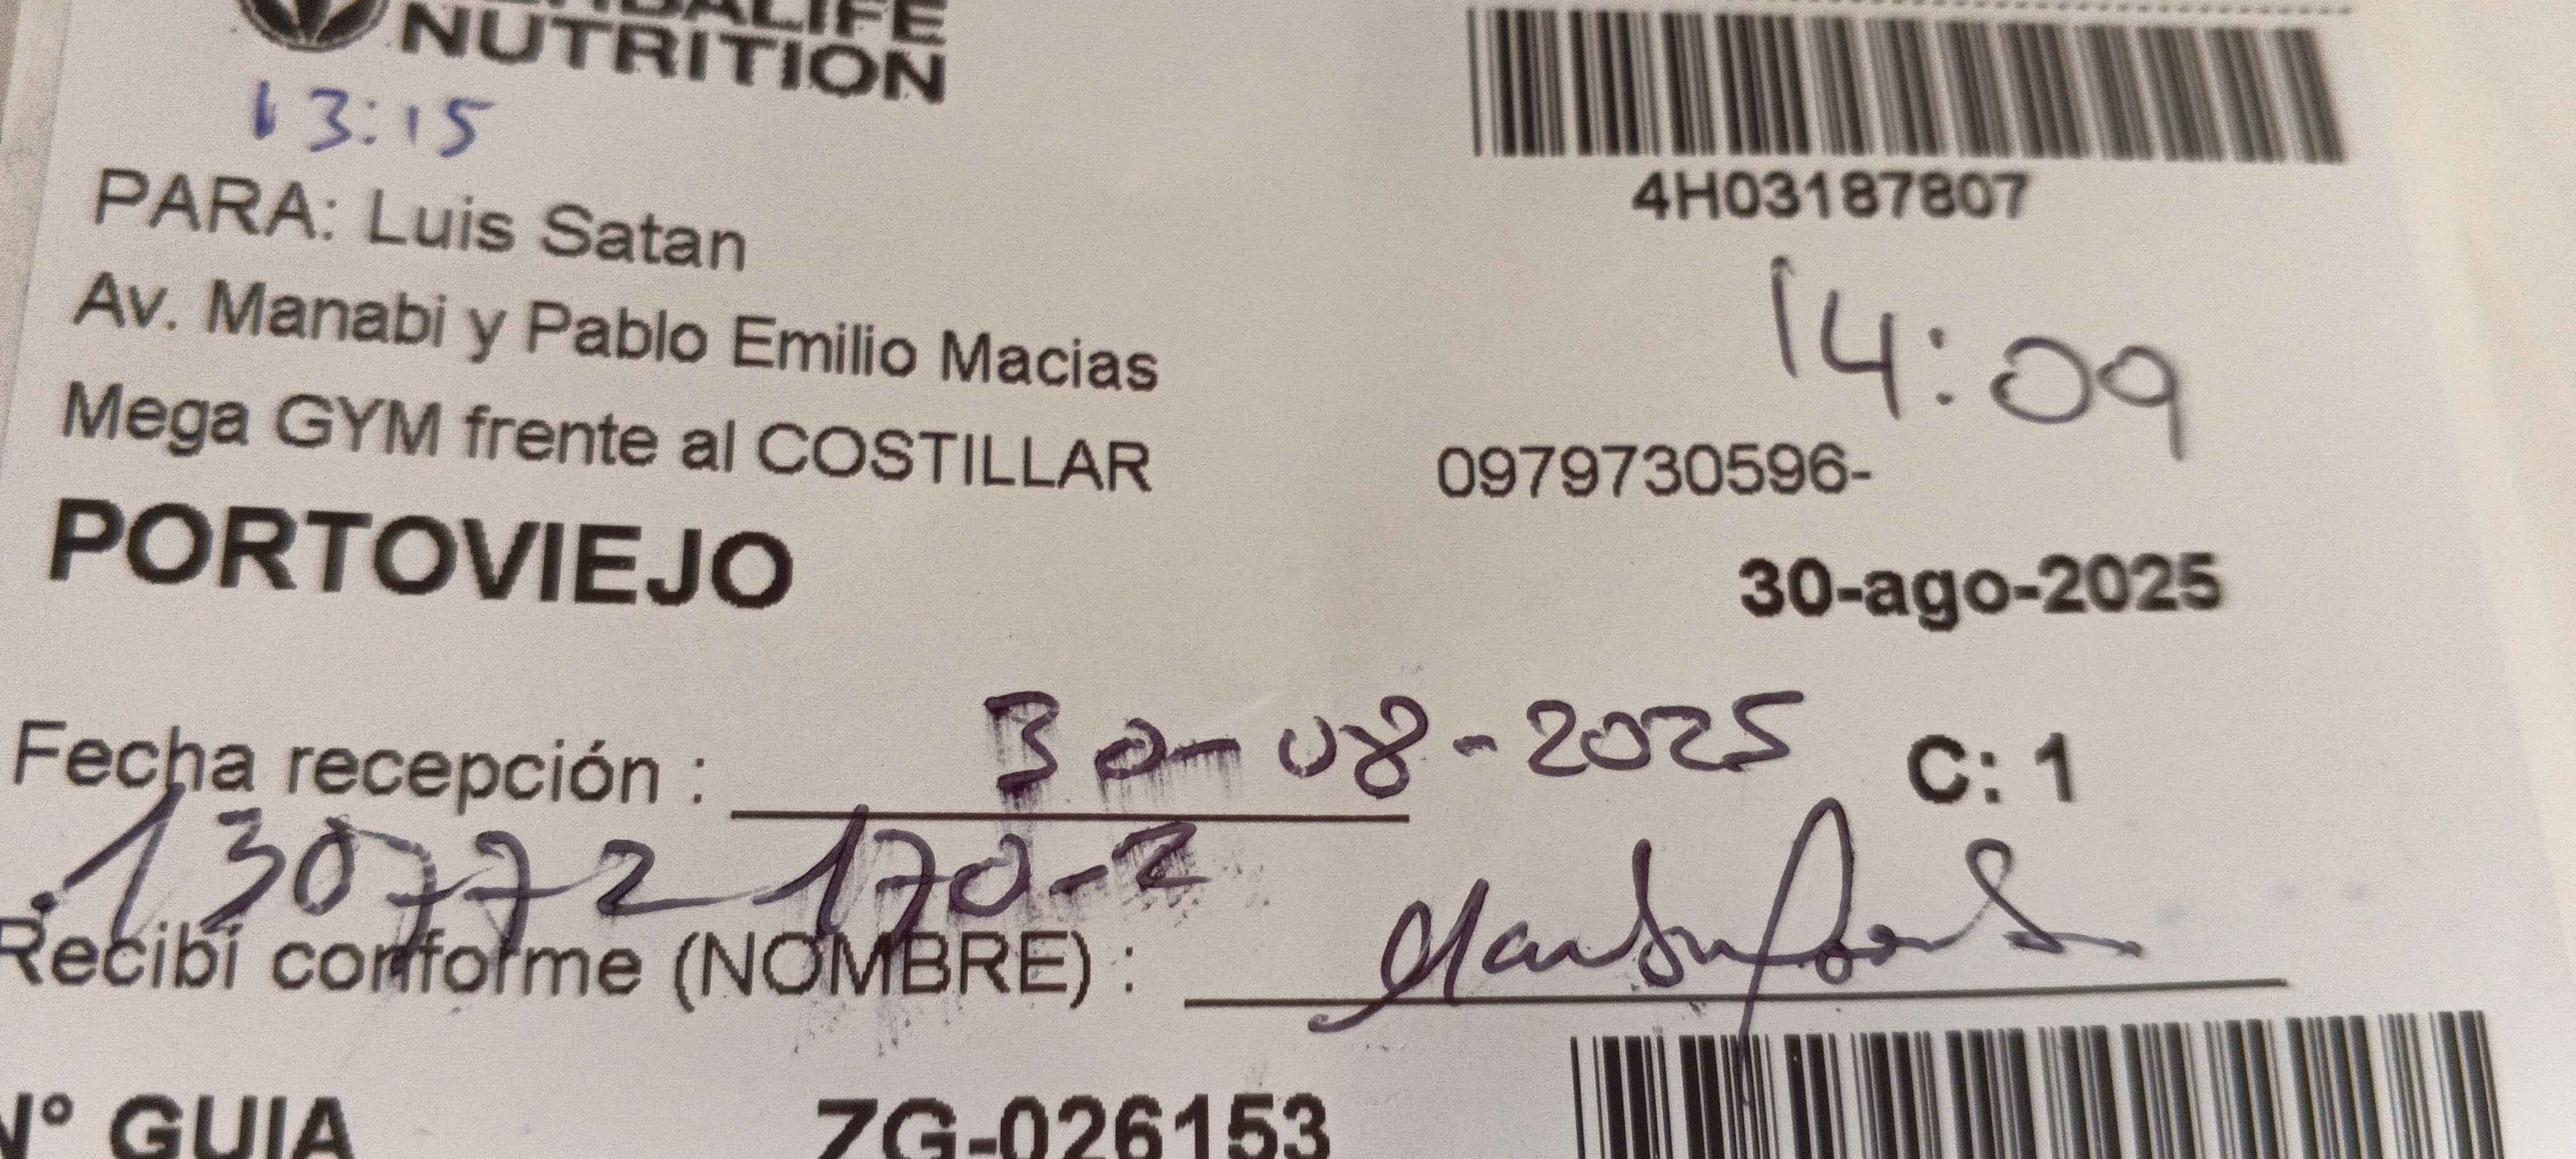 HERBALIFE
NUTRITION
13:15
4H03187807
PARA: Luis Satan
14:09
Av. Manabi y Pablo Emilio Macias
Mega GYM frente al COSTILLAR
0979730596-
PORTOVIEJO
30-ago-2025
Fecha recepción : 30-08-2025 C: 1
130772170-2
Recibí conforme (NOMBRE) :
N° GUIA ZG-026153